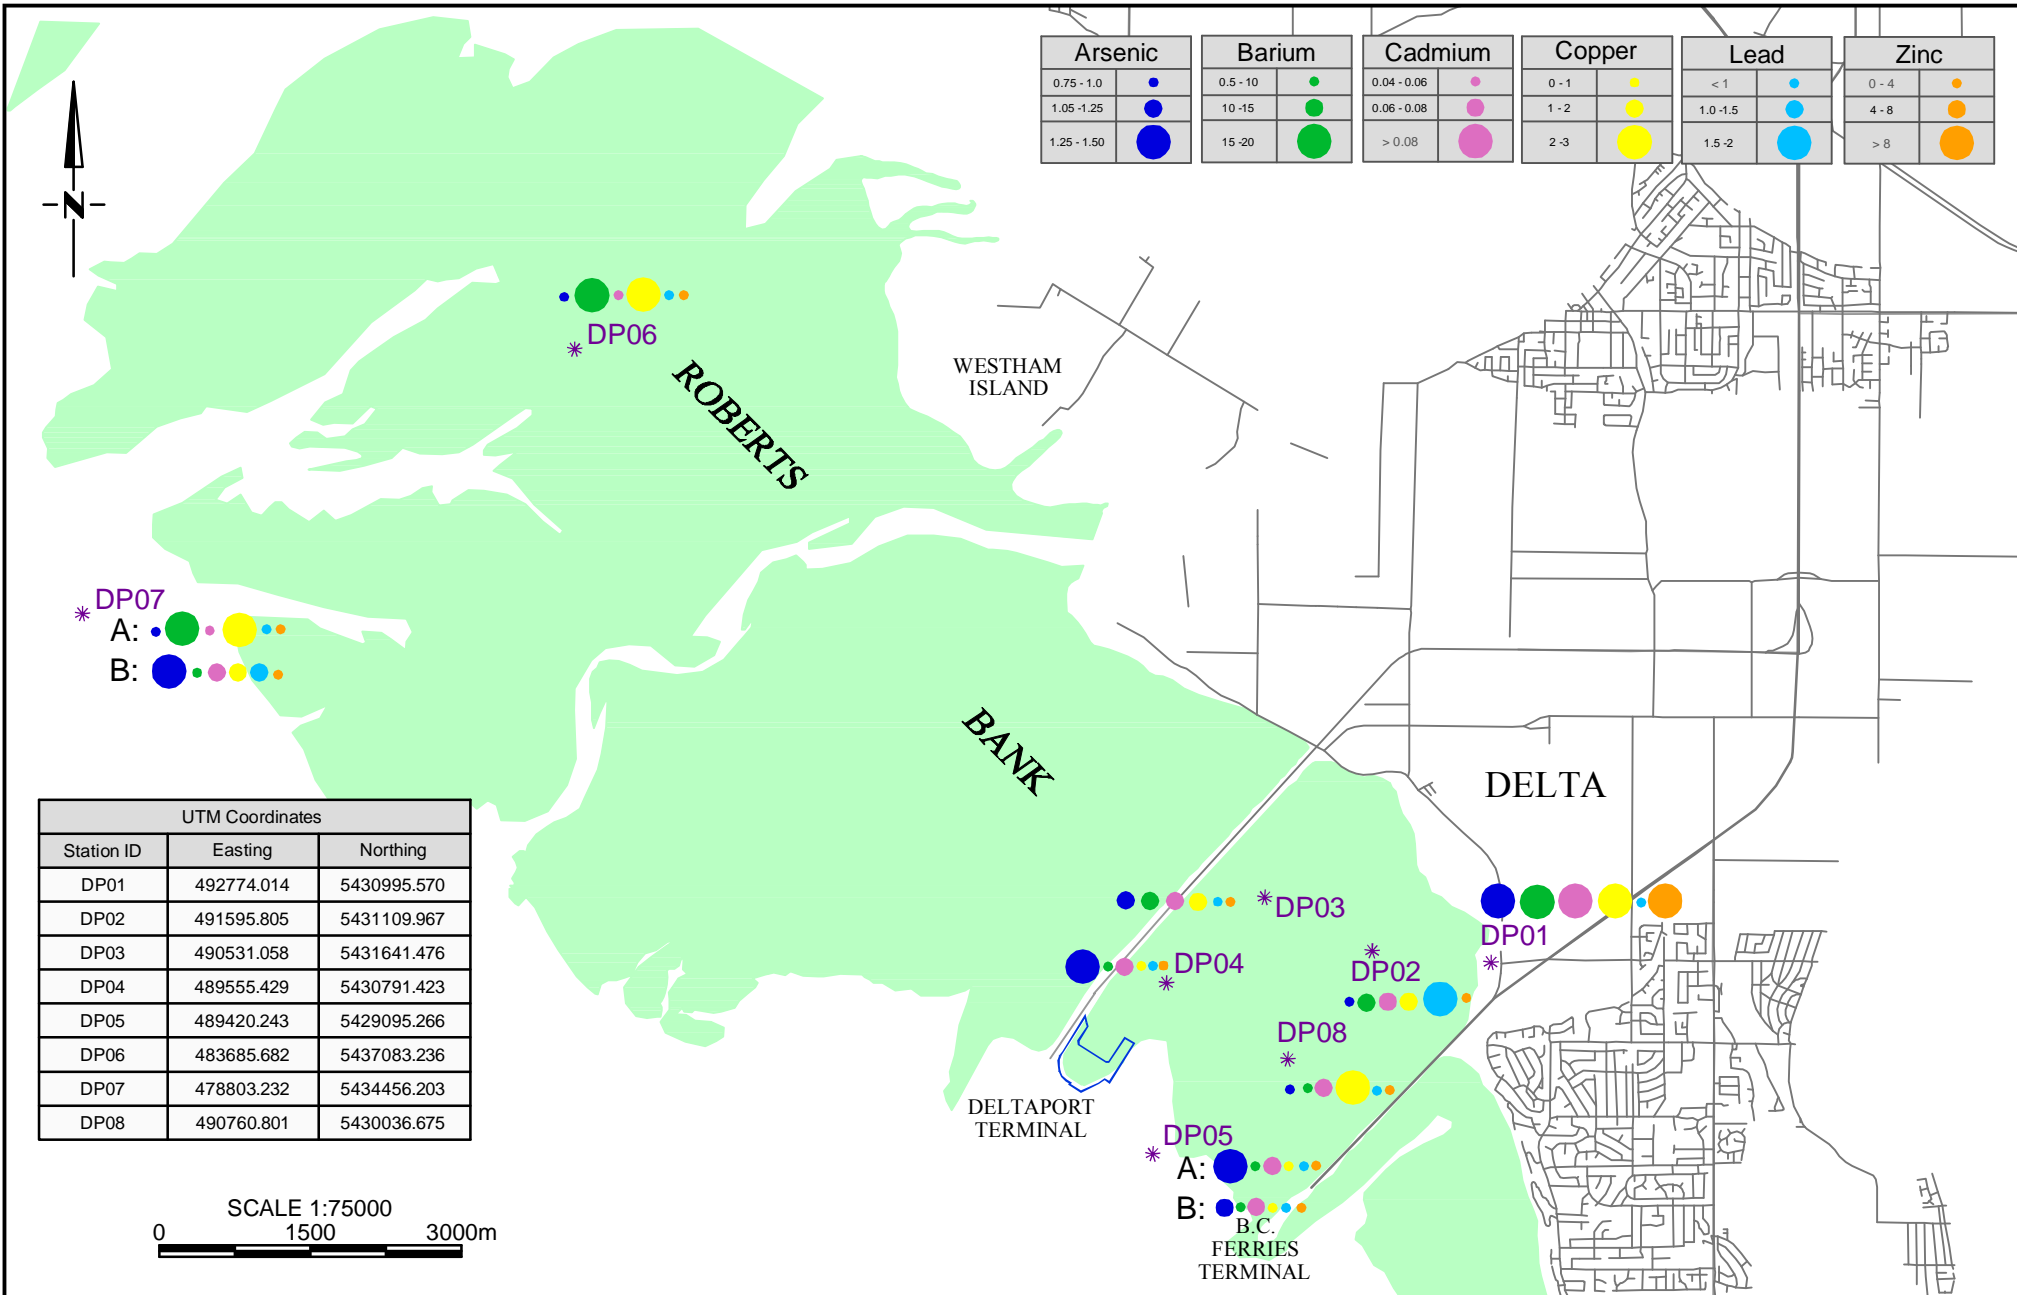 Arsenic
0.75 - 1.0
1.05 -1.25
1.25 - 1.50
Barium
0.5 - 10
10 -15
15 -20
Cadmium
0.04 - 0.06
0.06 - 0.08
> 0.08
Copper
0 - 1
1 - 2
2 -3
Lead
< 1
1.0 -1.5
1.5 -2
Zinc
0 - 4
4 - 8
> 8
N
DP06
ROBERTS
WESTHAM
ISLAND
DP07
A:
B:
BANK
DELTA
UTM Coordinates
Station ID Easting Northing
DP01 492774.014 5430995.570
DP02 491595.805 5431109.967
DP03 490531.058 5431641.476
DP04 489555.429 5430791.423
DP05 489420.243 5429095.266
DP06 483685.682 5437083.236
DP07 478803.232 5434456.203
DP08 490760.801 5430036.675
DP03
DP01
DP04
DP02
DP08
DELTAPORT
TERMINAL
DP05
A:
B:
B.C.
FERRIES
TERMINAL
SCALE 1:75000
0 1500 3000m